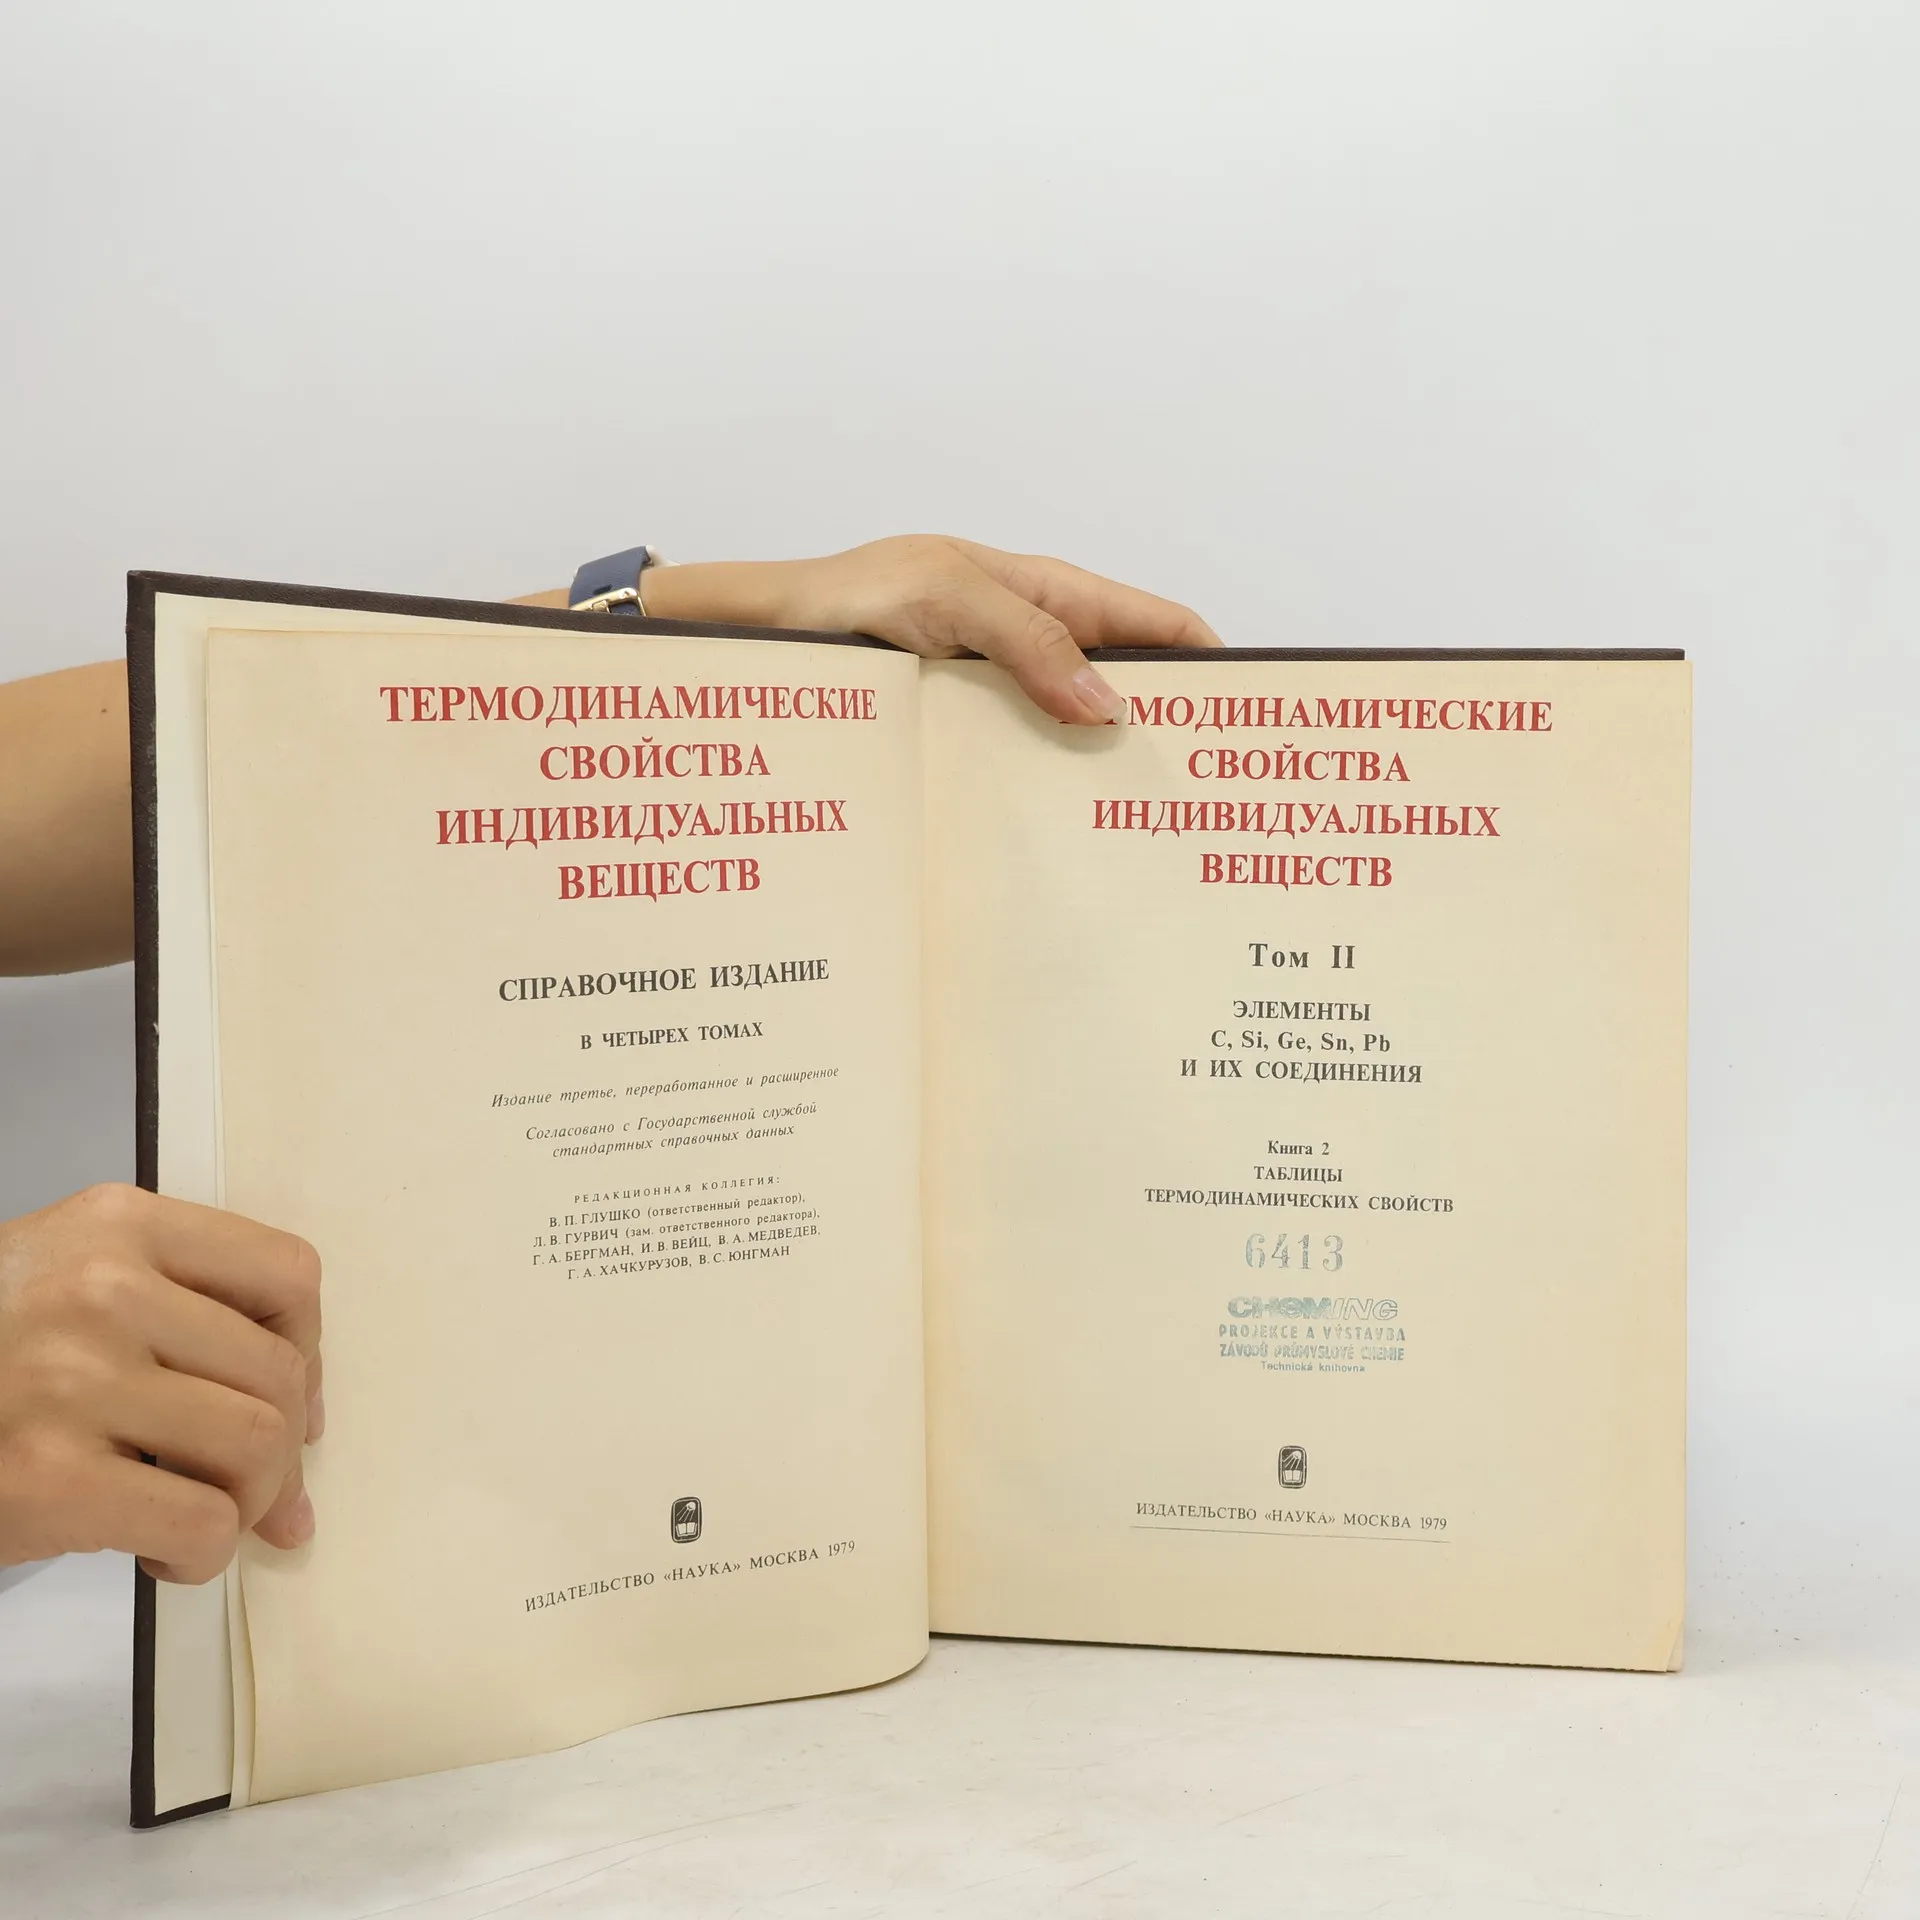 ТЕРМОДИНАМИЧЕСКИЕ
СВОЙСТВА
ИНДИВИДУАЛЬНЫХ
ВЕЩЕСТВ
СПРАВОЧНОЕ ИЗДАНИЕ
В ЧЕТЫРЕХ ТОМАХ
Издание третье, переработанное и расширенное
Согласовано с Государственной службой
стандартных справочных данных
РЕДАКЦИОННАЯ КОЛЛЕГИЯ:
В. П. ГЛУШКО (ответственный редактор),
Л. В. ГУРВИЧ (зам. ответственного редактора),
Г. А. БЕРГМАН, И. В. ВЕЙЦ, В. А. МЕДВЕДЕВ,
Г. А. ХАЧКУРУЗОВ, В. С. ЮНГМАН
ИЗДАТЕЛЬСТВО «НАУКА» МОСКВА 1979
РМОДИНАМИЧЕСКИЕ
СВОЙСТВА
ИНДИВИДУАЛЬНЫХ
ВЕЩЕСТВ
Том II
ЭЛЕМЕНТЫ
C, Si, Ge, Sn, Pb
И ИХ СОЕДИНЕНИЯ
Книга 2
ТАБЛИЦЫ
ТЕРМОДИНАМИЧЕСКИХ СВОЙСТВ
6413
CHEMING
PROJEKCE A VÝSTAVBA
ZÁVODŮ PRŮMYSLOVÉ CHEMIE
Technická knihovna
ИЗДАТЕЛЬСТВО «НАУКА» МОСКВА 1979